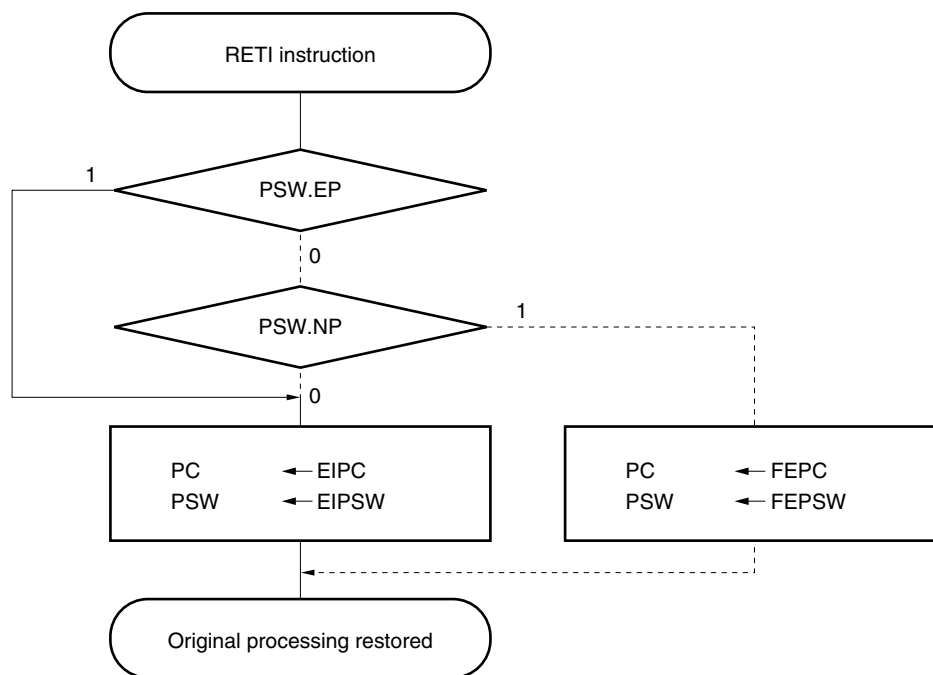 RETI instruction
1
PSW.EP
0
PSW.NP
1
0
PC ← EIPC
PSW ← EIPSW
PC ← FEPC
PSW ← FEPSW
Original processing restored